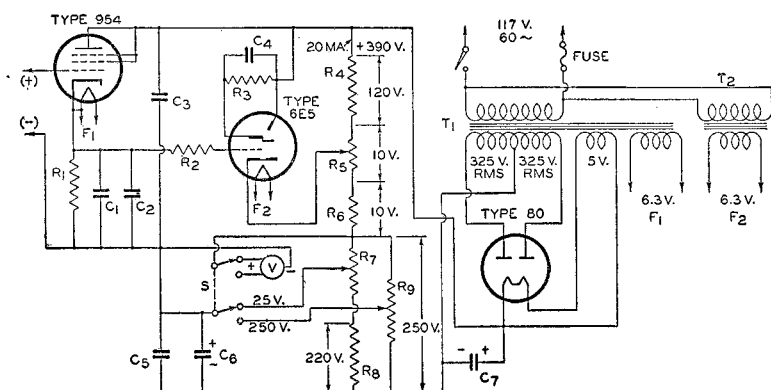 TYPE 954
(+)
(−)
F1
R1
C1
C2
C3
R2
C4
R3
TYPE
6E5
F2
20 MA.
+390 V.
R4
120 V.
R5
10 V.
R6
10 V.
S
+ V −
25 V.
250 V.
R7
R9
250 V.
220 V.
R8
C5
+
−
C6
117 V.
60 ~
FUSE
T2
T1
325 V.
RMS
325 V.
RMS
5 V.
6.3 V.
F1
6.3 V.
F2
TYPE 80
− +
C7